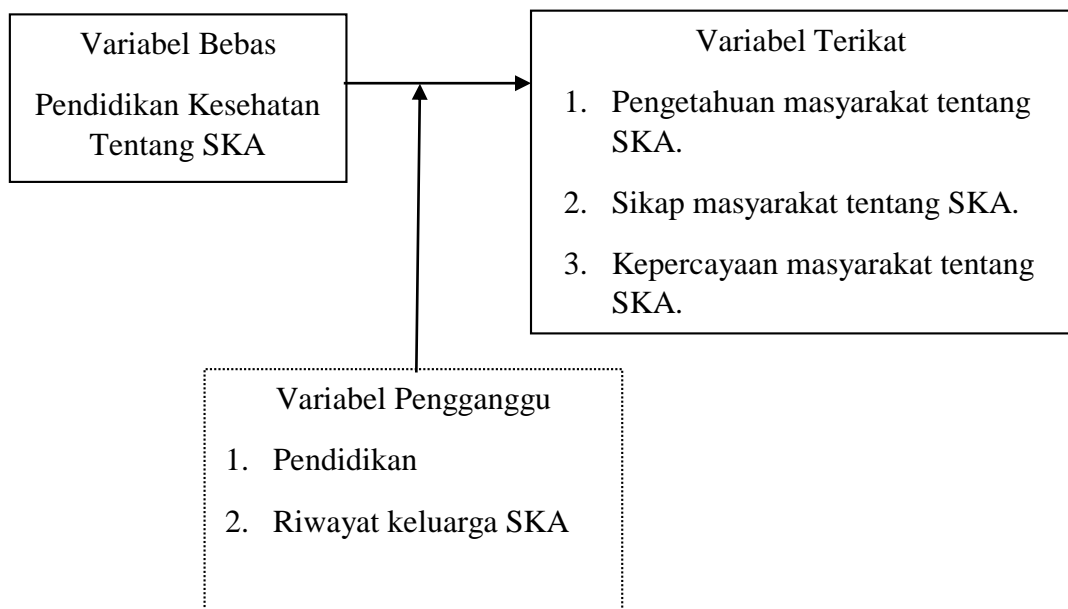 Variabel Bebas
Pendidikan Kesehatan
Tentang SKA
Variabel Terikat
1. Pengetahuan masyarakat tentang
SKA.
2. Sikap masyarakat tentang SKA.
3. Kepercayaan masyarakat tentang
SKA.
Variabel Pengganggu
1. Pendidikan
2. Riwayat keluarga SKA